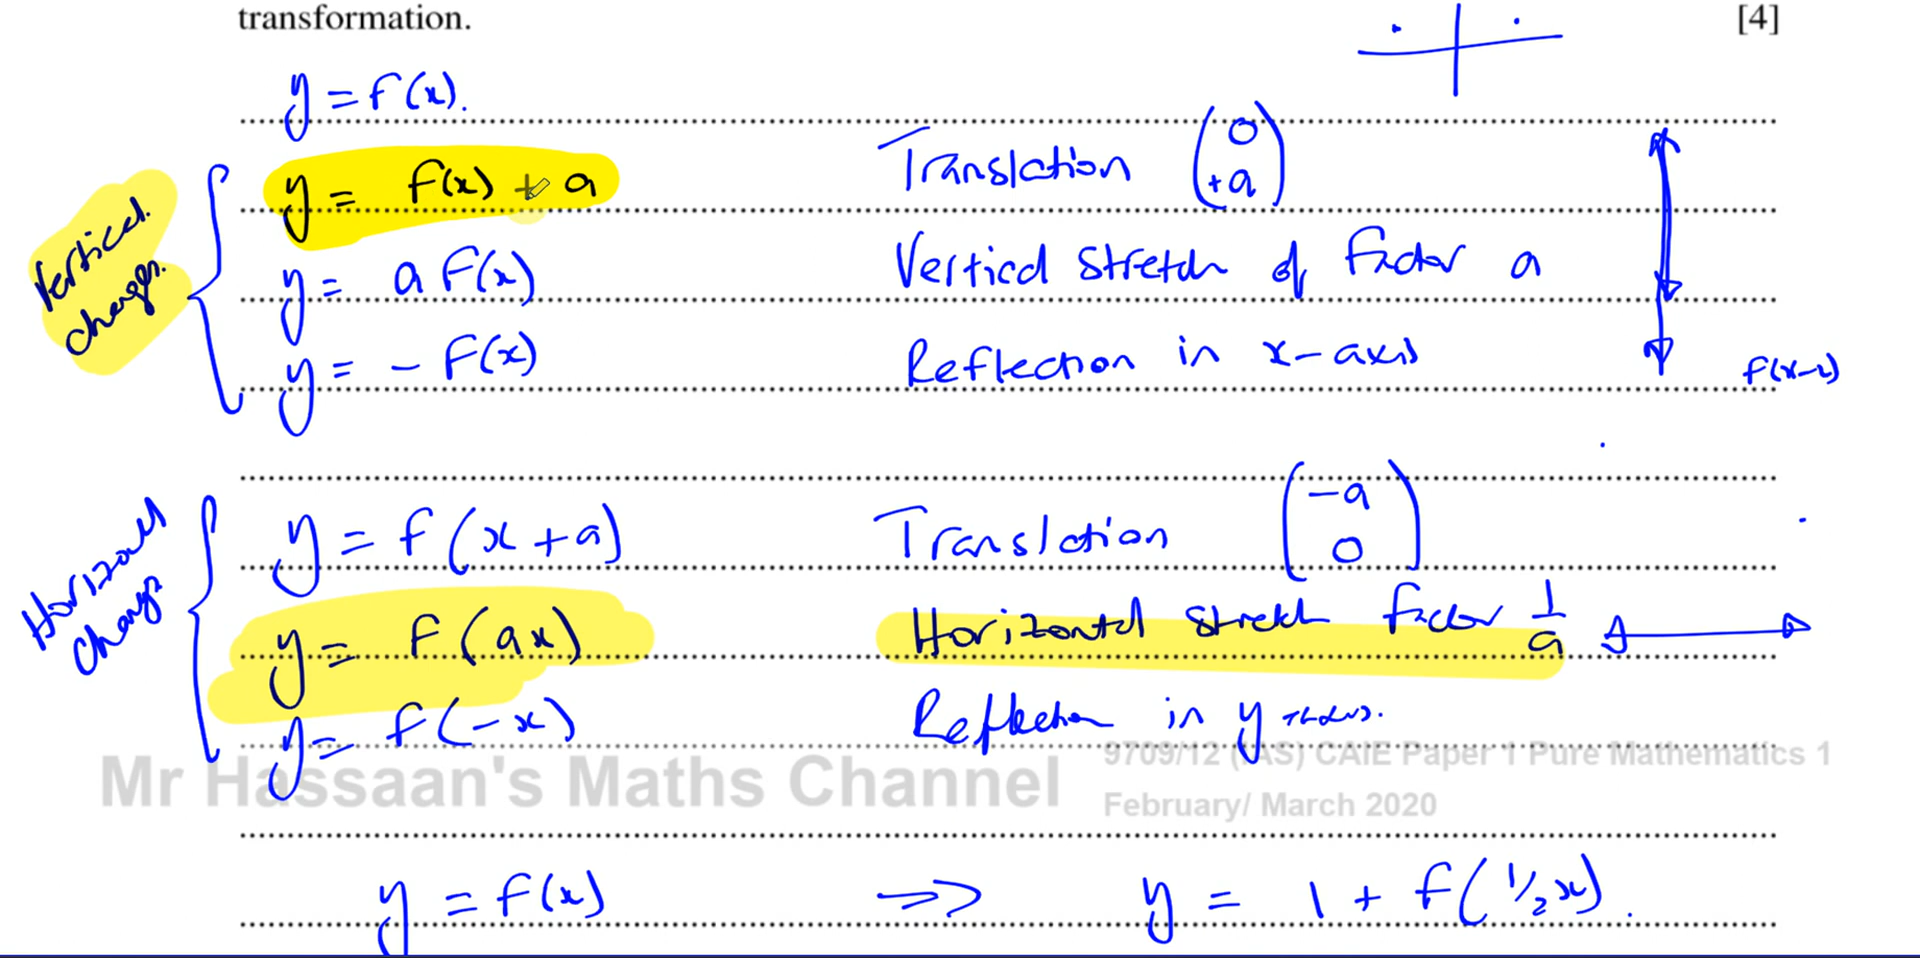 transformation. [4]
y = f(x).
y = f(x) + a Translation (0 +a)
Vertical change.
y = a f(x) Vertical stretch of factor a
y = - f(x) Reflection in x-axis
f(x-2)
y = f(x+a) Translation (-a 0)
Horizontal change
y = f(ax) Horizontal stretch factor 1/a
y = f(-x) Reflection in y
Mr Hassaan's Maths Channel
9709/12 (AS) CAIE Paper 1 Pure Mathematics 1
February/ March 2020
y = f(x) =>> y = 1 + f(1/2 x).